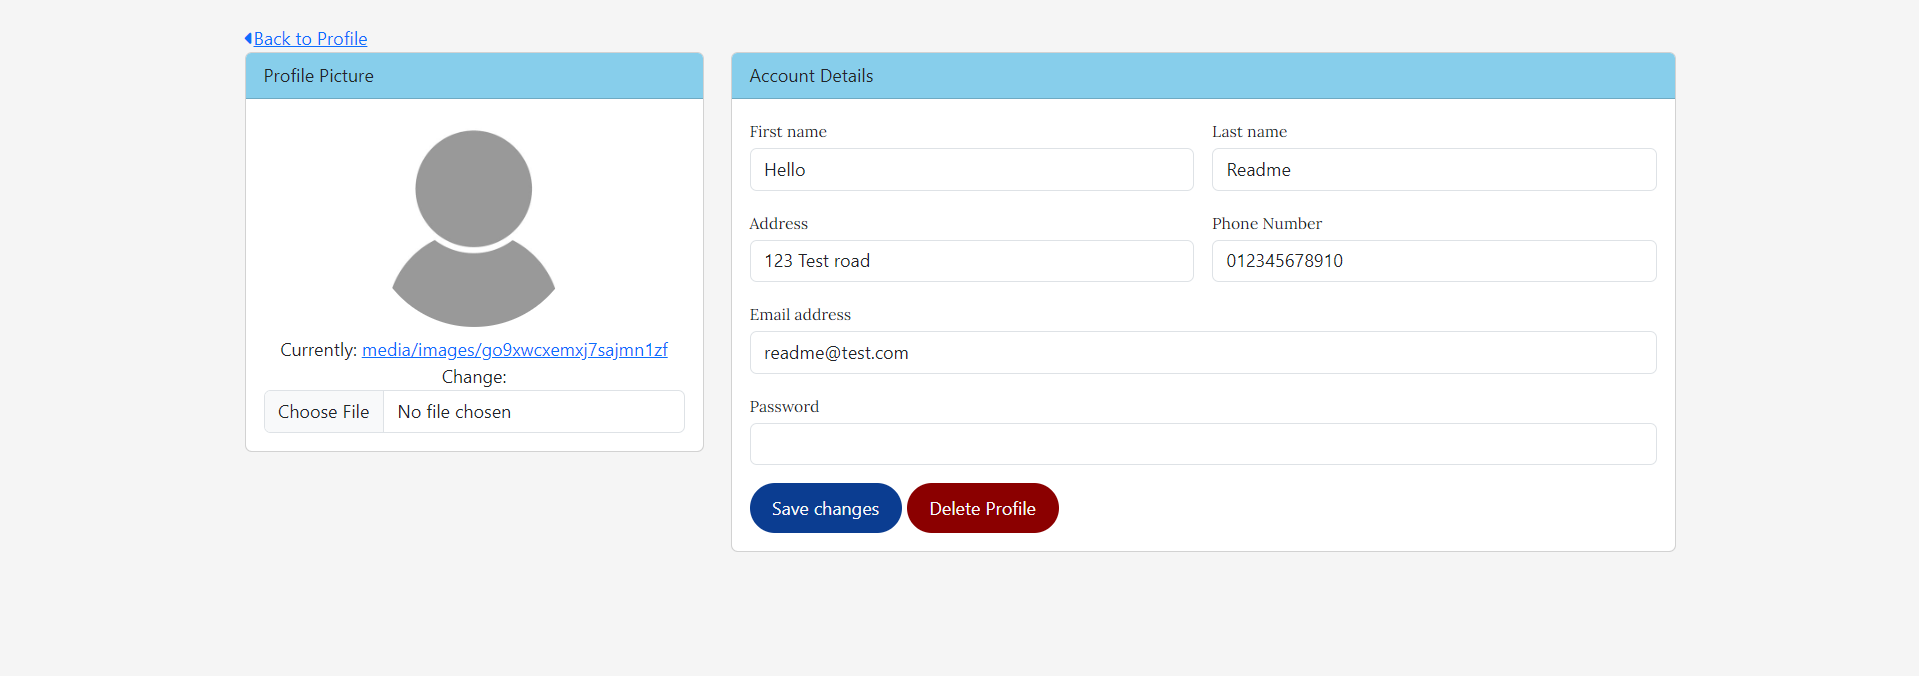 Back to Profile
Profile Picture
Currently: media/images/go9xwcxemxj7sajmn1zf
Change:
Choose File No file chosen
Account Details
First name Last name
Hello Readme
Address Phone Number
123 Test road 012345678910
Email address
readme@test.com
Password
Save changes Delete Profile